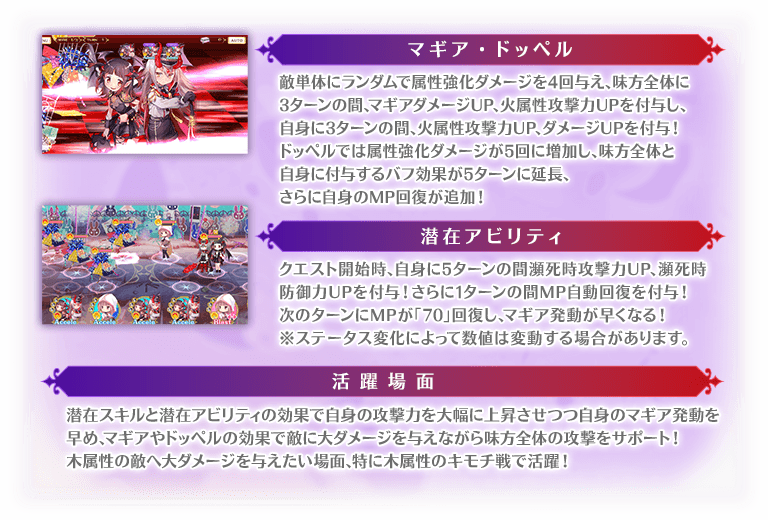 マギア・ドッペル
敵単体にランダムで属性強化ダメージを4回与え、味方全体に
3ターンの間、マギアダメージUP、火属性攻撃力UPを付与し、
自身に3ターンの間、火属性攻撃力UP、ダメージUPを付与！
ドッペルでは属性強化ダメージが5回に増加し、味方全体と
自身に付与するバフ効果が5ターンに延長、
さらに自身のMP回復が追加！
潜在アビリティ
クエスト開始時、自身に5ターンの間瀕死時攻撃力UP、瀕死時
防御力UPを付与！さらに1ターンの間MP自動回復を付与！
次のターンにMPが「70」回復し、マギア発動が早くなる！
※ステータス変化によって数値は変動する場合があります。
Accele Accele Accele Accele Blast
活躍場面
潜在スキルと潜在アビリティの効果で自身の攻撃力を大幅に上昇させつつ自身のマギア発動を
早め、マギアやドッペルの効果で敵に大ダメージを与えながら味方全体の攻撃をサポート！
木属性の敵へ大ダメージを与えたい場面、特に木属性のキモチ戦で活躍！